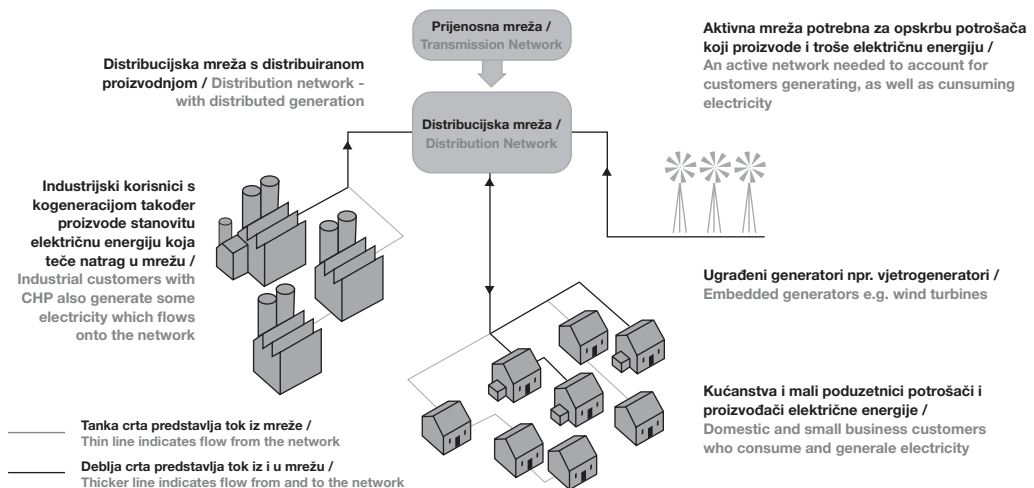 Prijenosna mreža /
Transmission Network
Aktivna mreža potrebna za opskrbu potrošača
koji proizvode i troše električnu energiju /
An active network needed to account for
customers generating, as well as cunsuming
electricity
Distribucijska mreža s distribuiranom
proizvodnjom / Distribution network -
with distributed generation
Distribucijska mreža /
Distribution Network
Industrijski korisnici s
kogeneracijom također
proizvode stanovitu
električnu energiju koja
teče natrag u mrežu /
Industrial customers with
CHP also generate some
electricity which flows
onto the network
Ugrađeni generatori npr. vjetrogeneratori /
Embedded generators e.g. wind turbines
Kućanstva i mali poduzetnici potrošači i
proizvođači električne energije /
Domestic and small business customers
who consume and generale electricity
Tanka crta predstavlja tok iz mreže /
Thin line indicates flow from the network
Deblja crta predstavlja tok iz i u mrežu /
Thicker line indicates flow from and to the network